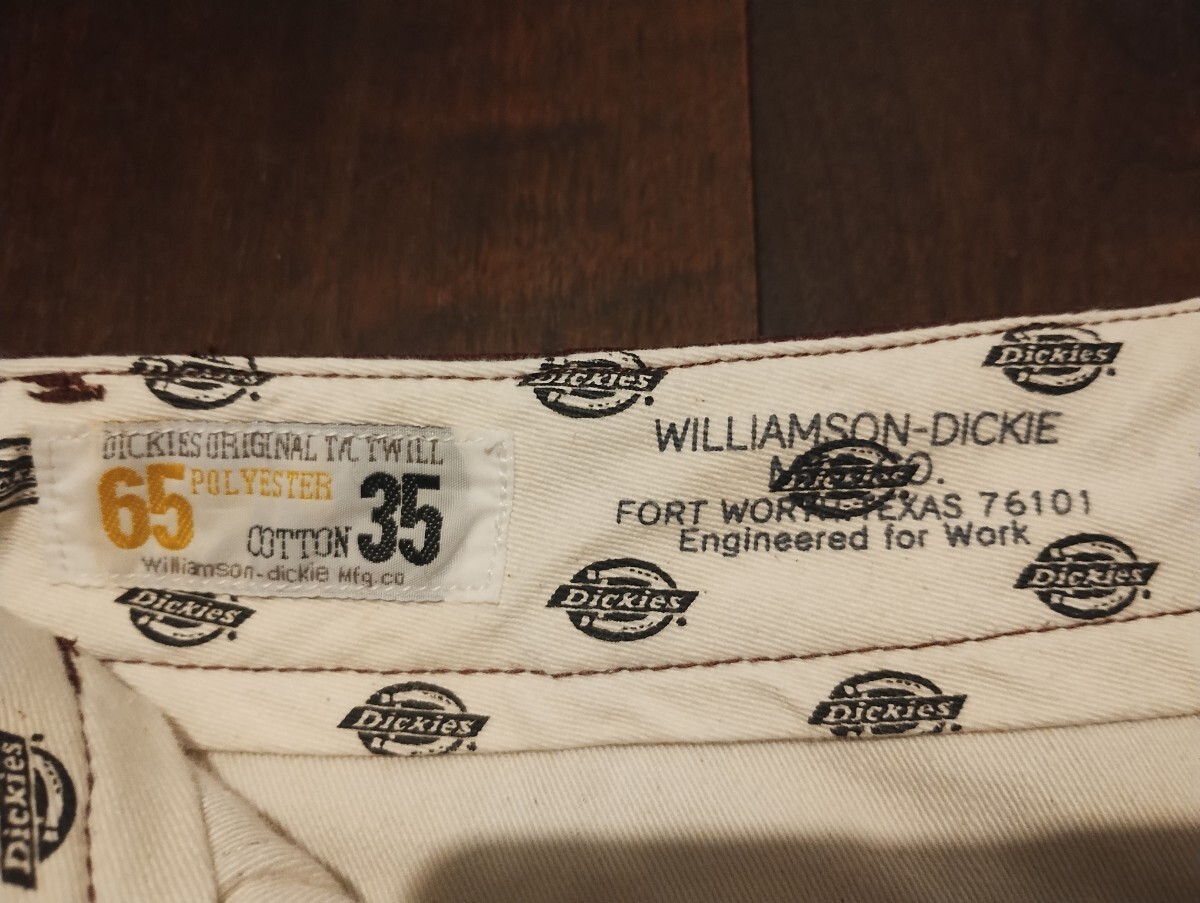 Dickies
Dickies
Dickies
DICKIES ORIGINAL T/C TWILL
65 POLYESTER
COTTON 35
Williamson-dickie Mfg.co
WILLIAMSON-DICKIE
Dickies
FORT WORTH, TEXAS 76101
Engineered for Work
Dickies
Dickies
Dickies
Dickies
Dickies
Dickies